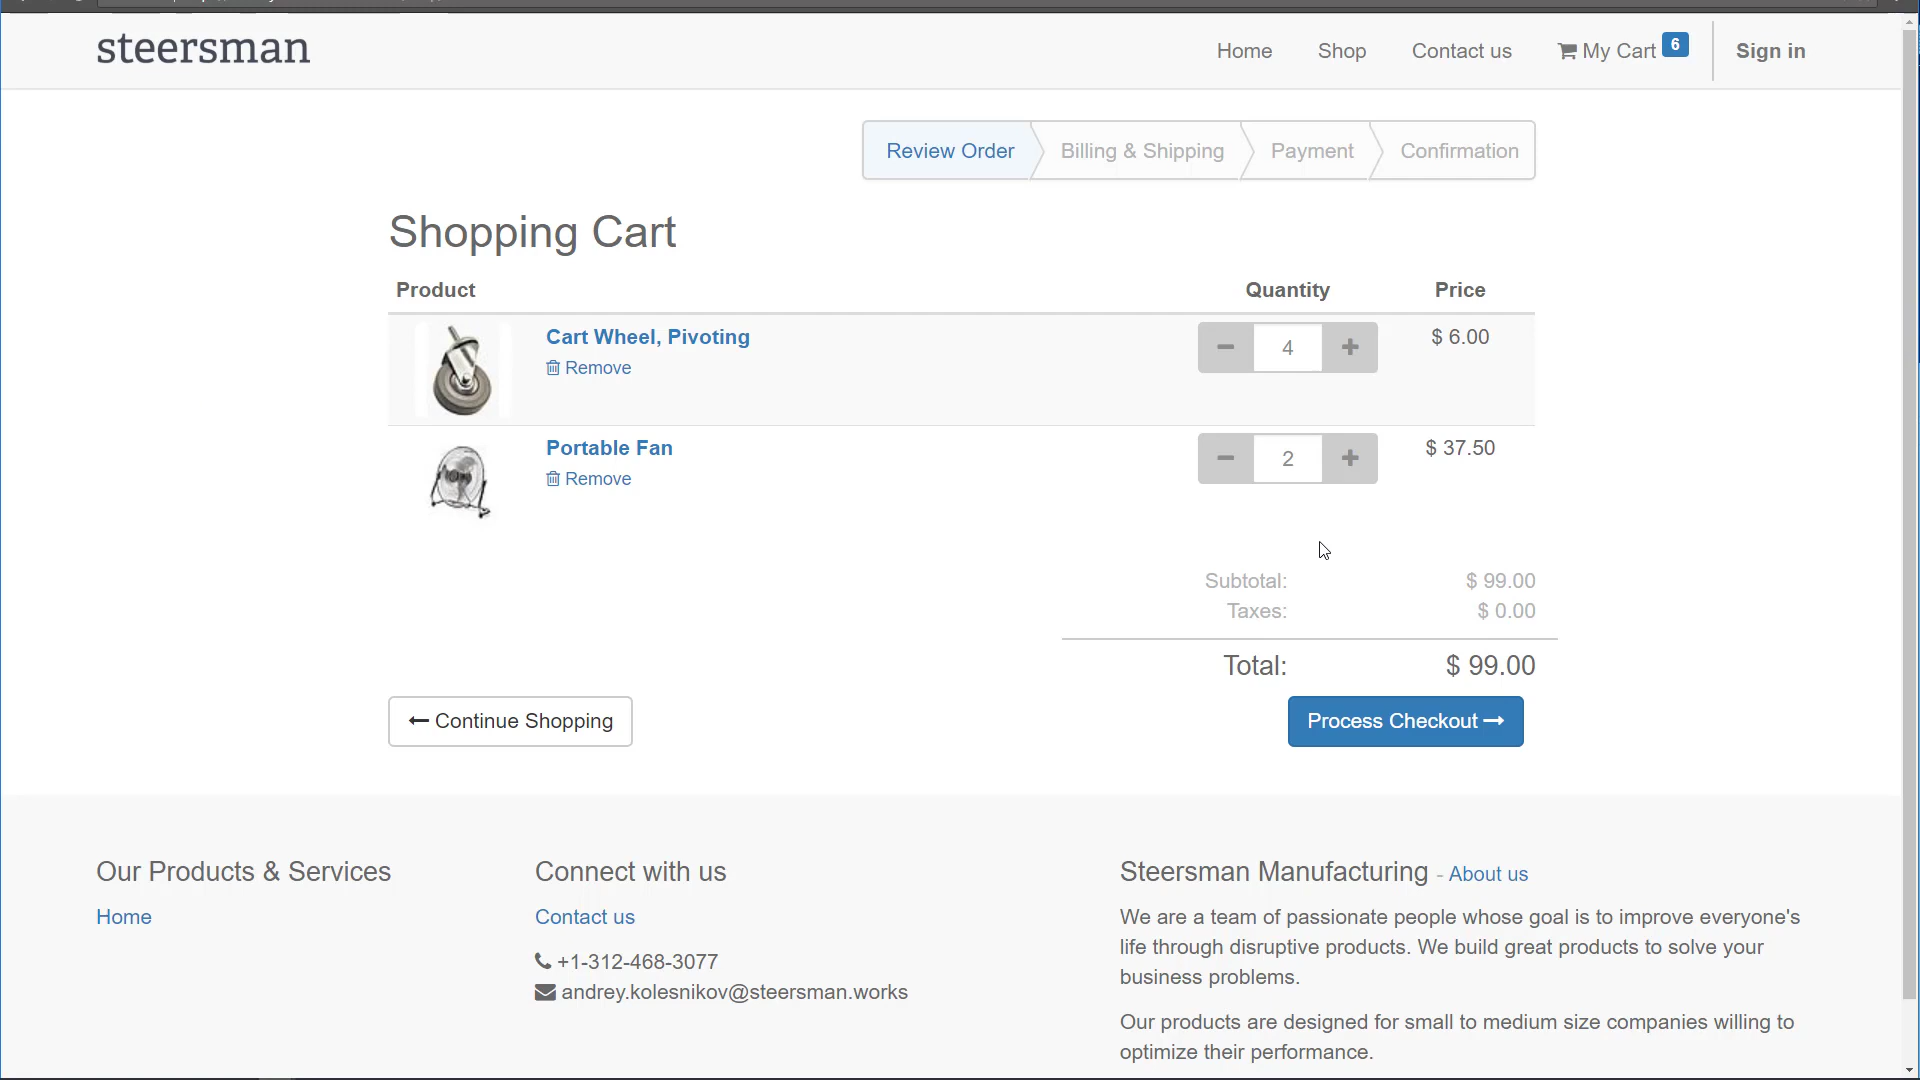 steersman
Home Shop Contact us My Cart 6 Sign in
Review Order Billing & Shipping Payment Confirmation
Shopping Cart
Product Quantity Price
Cart Wheel, Pivoting 4 $ 6.00
Remove
Portable Fan 2 $ 37.50
Remove
Subtotal: $ 99.00
Taxes: $ 0.00
Total: $ 99.00
Continue Shopping Process Checkout
Our Products & Services
Home
Connect with us
Contact us
+1-312-468-3077
andrey.kolesnikov@steersman.works
Steersman Manufacturing - About us
We are a team of passionate people whose goal is to improve everyone's
life through disruptive products. We build great products to solve your
business problems.
Our products are designed for small to medium size companies willing to
optimize their performance.